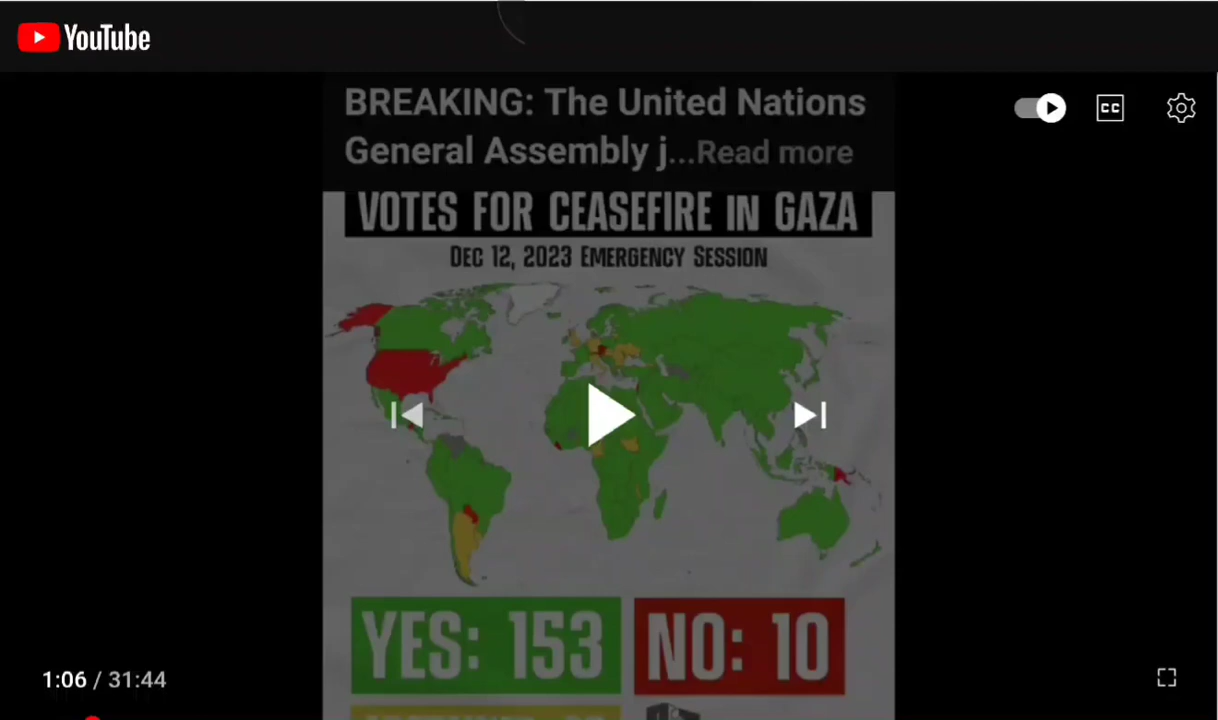 YouTube
BREAKING: The United Nations
General Assembly j...Read more
CC
VOTES FOR CEASEFIRE IN GAZA
DEC 12, 2023 EMERGENCY SESSION
YES: 153
NO: 10
1:06 / 31:44